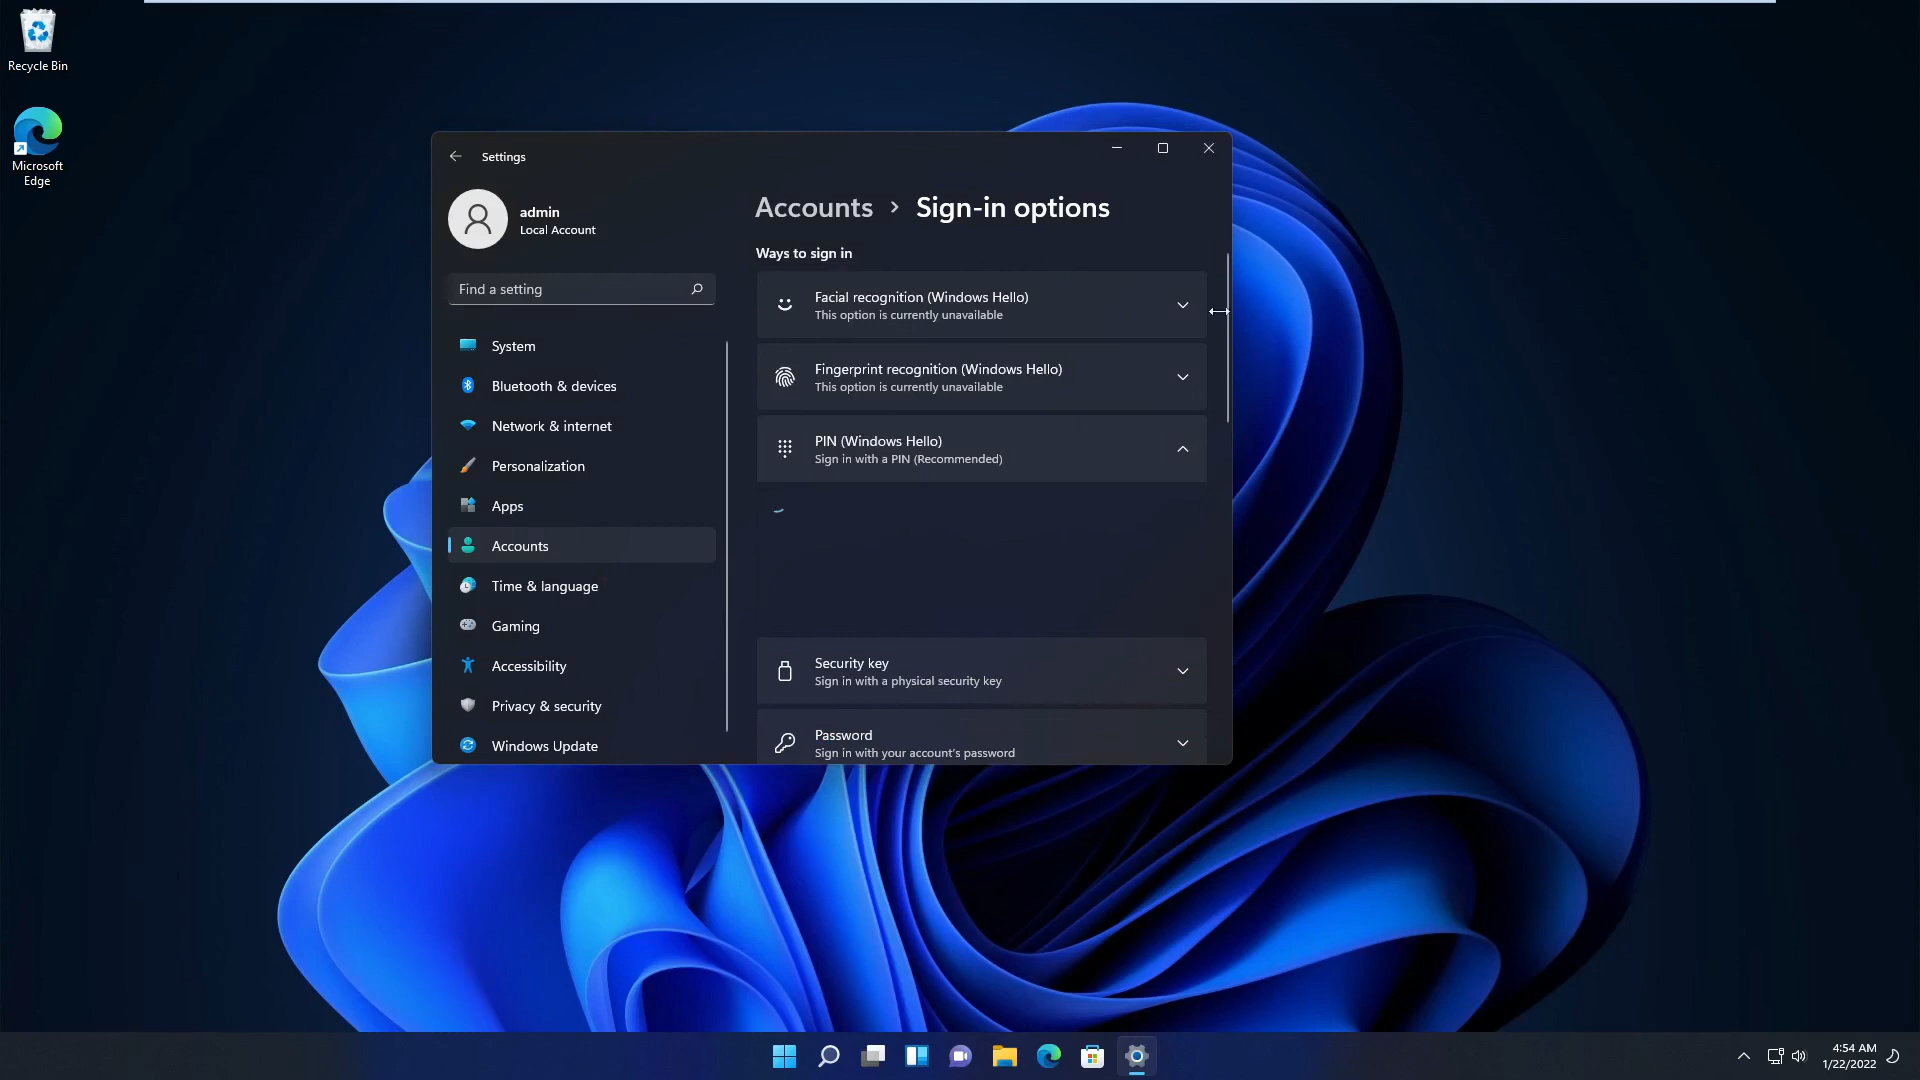 Recycle Bin
Microsoft
Edge
Settings
admin
Local Account
Find a setting
System
Bluetooth & devices
Network & internet
Personalization
Apps
Accounts
Time & language
Gaming
Accessibility
Privacy & security
Windows Update
Accounts > Sign-in options
Ways to sign in
Facial recognition (Windows Hello)
This option is currently unavailable
Fingerprint recognition (Windows Hello)
This option is currently unavailable
PIN (Windows Hello)
Sign in with a PIN (Recommended)
Security key
Sign in with a physical security key
Password
Sign in with your account's password
4:54 AM
1/22/2022